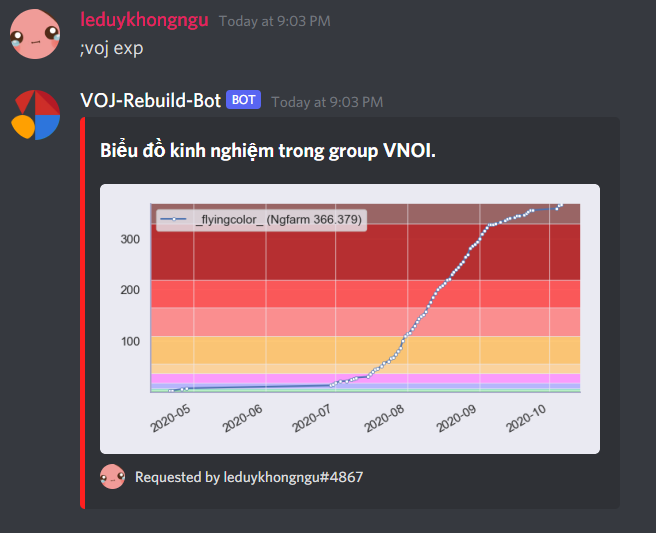 leduykhongngu Today at 9:03 PM
;voj exp
VOJ-Rebuild-Bot BOT Today at 9:03 PM
Biểu đồ kinh nghiệm trong group VNOI.
_flyingcolor_ (Ngfarm 366.379)
300
200
100
2020-05 2020-06 2020-07 2020-08 2020-09 2020-10
Requested by leduykhongngu#4867